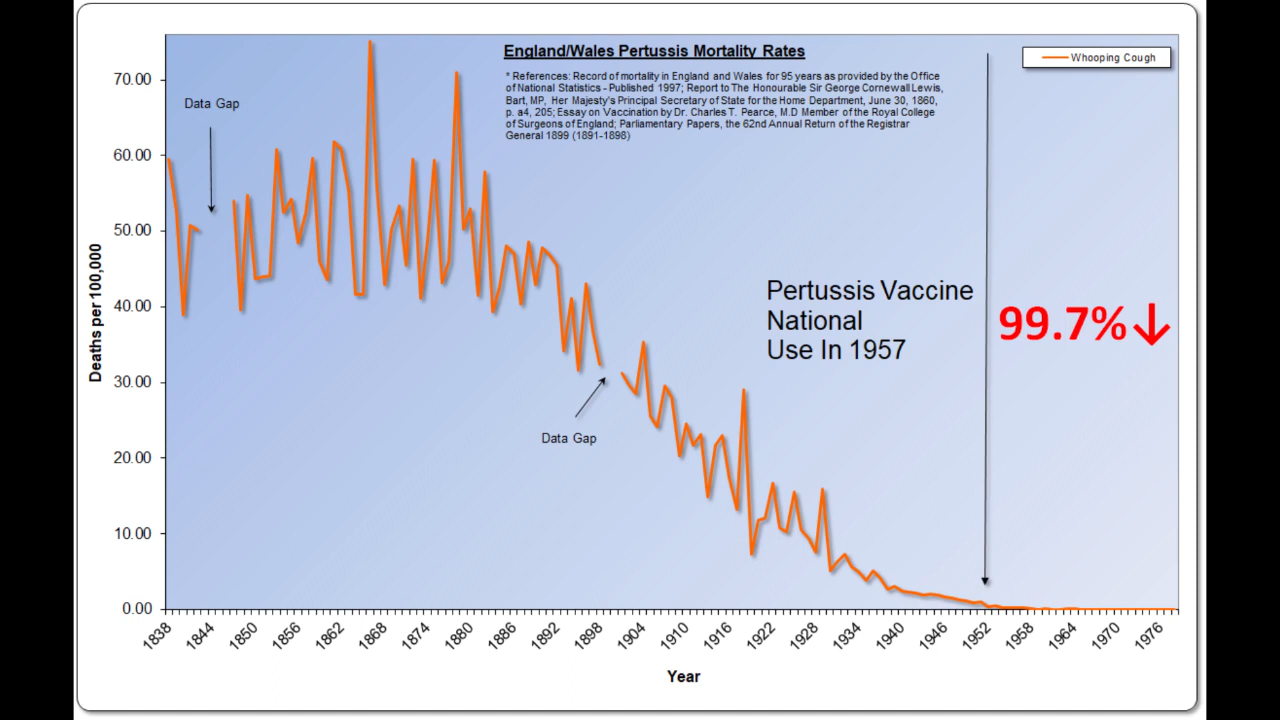 England/Wales Pertussis Mortality Rates
Whooping Cough
* References: Record of mortality in England and Wales for 95 years as provided by the Office
of National Statistics - Published 1997; Report to The Honourable Sir George Cornewall Lewis,
Bart, MP, Her Majesty's Principal Secretary of State for the Home Department, June 30, 1860,
p. a4, 205; Essay on Vaccination by Dr. Charles T. Pearce, M.D Member of the Royal College
of Surgeons of England; Parliamentary Papers, the 62nd Annual Return of the Registrar
General 1899 (1891-1898)
Data Gap
Pertussis Vaccine
National
Use In 1957
99.7%↓
Data Gap
Deaths per 100,000
70.00
60.00
50.00
40.00
30.00
20.00
10.00
0.00
1838
1844
1850
1856
1862
1868
1874
1880
1886
1892
1898
1904
1910
1916
1922
1928
1934
1940
1946
1952
1958
1964
1970
1976
Year